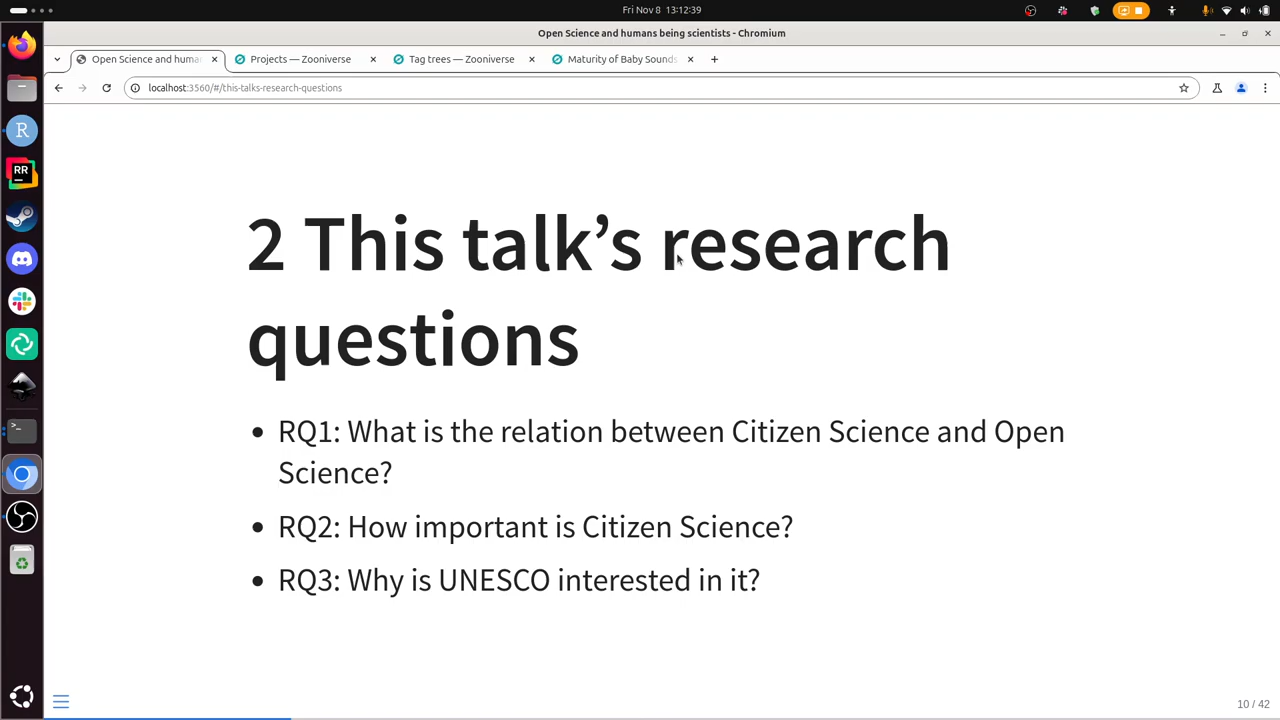 Fri Nov 8 13:12:39
Open Science and humans being scientists - Chromium
Open Science and huma
Projects — Zooniverse
Tag trees — Zooniverse
Maturity of Baby Sounds
localhost:3560/#/this-talks-research-questions
R
RR
2 This talk’s research
questions
• RQ1: What is the relation between Citizen Science and Open
Science?
• RQ2: How important is Citizen Science?
• RQ3: Why is UNESCO interested in it?
10 / 42